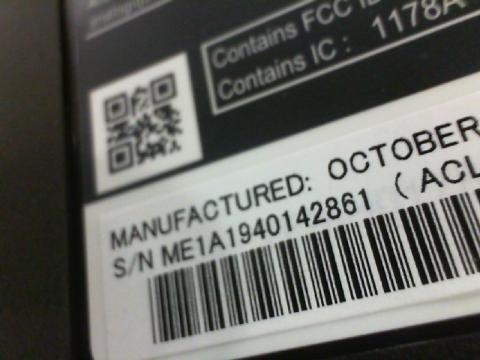 Contains FCC ID
Contains IC : 1178A
MANUFACTURED: OCTOBER
S/N ME1A1940142861 ( ACL